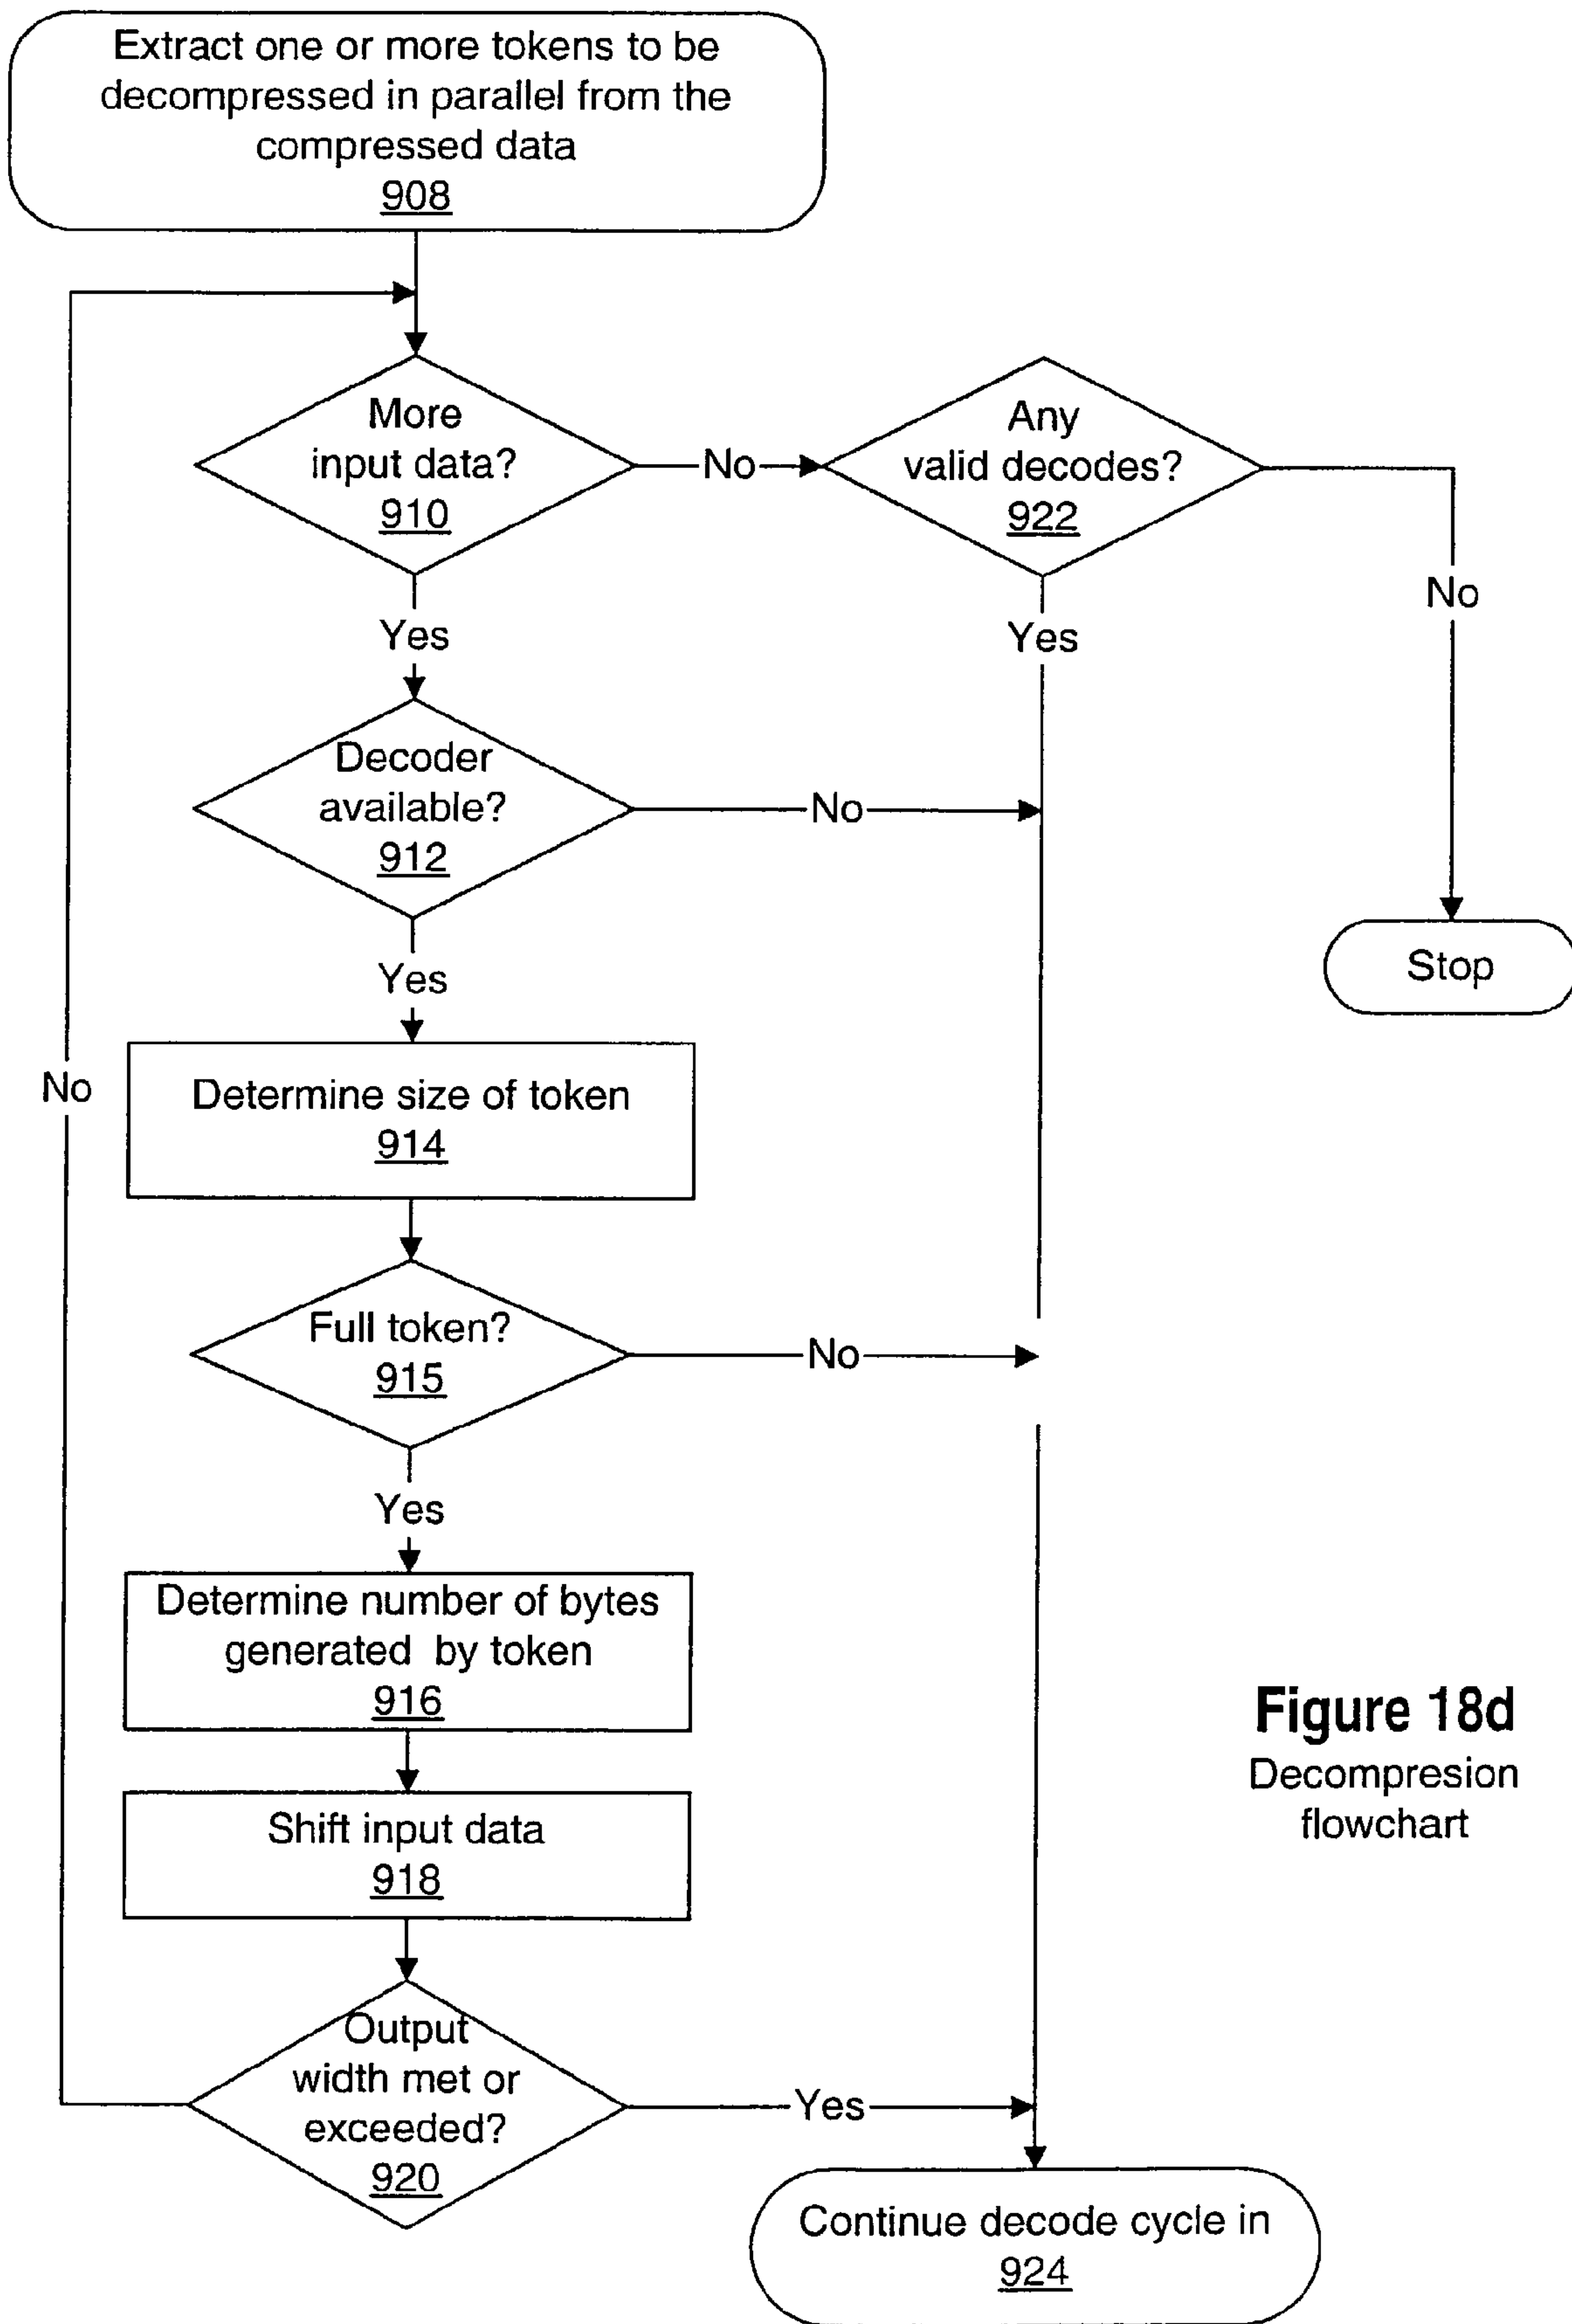 Extract one or more tokens to be
decompressed in parallel from the
compressed data
908
More
input data?
910
No
Any
valid decodes?
922
No
Yes
Yes
Decoder
available?
912
No
Stop
Yes
Determine size of token
914
No
Full token?
915
No
Yes
Determine number of bytes
generated by token
916
Shift input data
918
Figure 18d
Decompresion
flowchart
Output
width met or
exceeded?
920
Yes
Continue decode cycle in
924